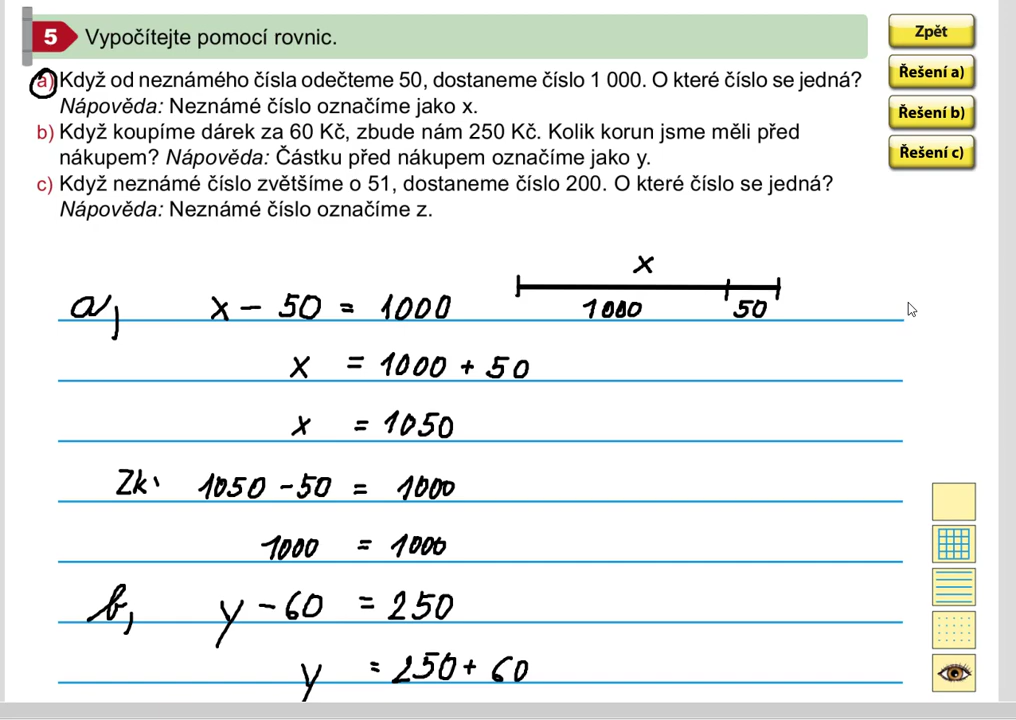 5 Vypočítejte pomocí rovnic.
a) Když od neznámého čísla odečteme 50, dostaneme číslo 1 000. O které číslo se jedná?
Nápověda: Neznámé číslo označíme jako x.
b) Když koupíme dárek za 60 Kč, zbude nám 250 Kč. Kolik korun jsme měli před
nákupem? Nápověda: Částku před nákupem označíme jako y.
c) Když neznámé číslo zvětšíme o 51, dostaneme číslo 200. O které číslo se jedná?
Nápověda: Neznámé číslo označíme z.
Zpět
Řešení a)
Řešení b)
Řešení c)
x
1000 50
a) x - 50 = 1000
x = 1000 + 50
x = 1050
Zk: 1050 - 50 = 1000
1000 = 1000
b) y - 60 = 250
y = 250 + 60